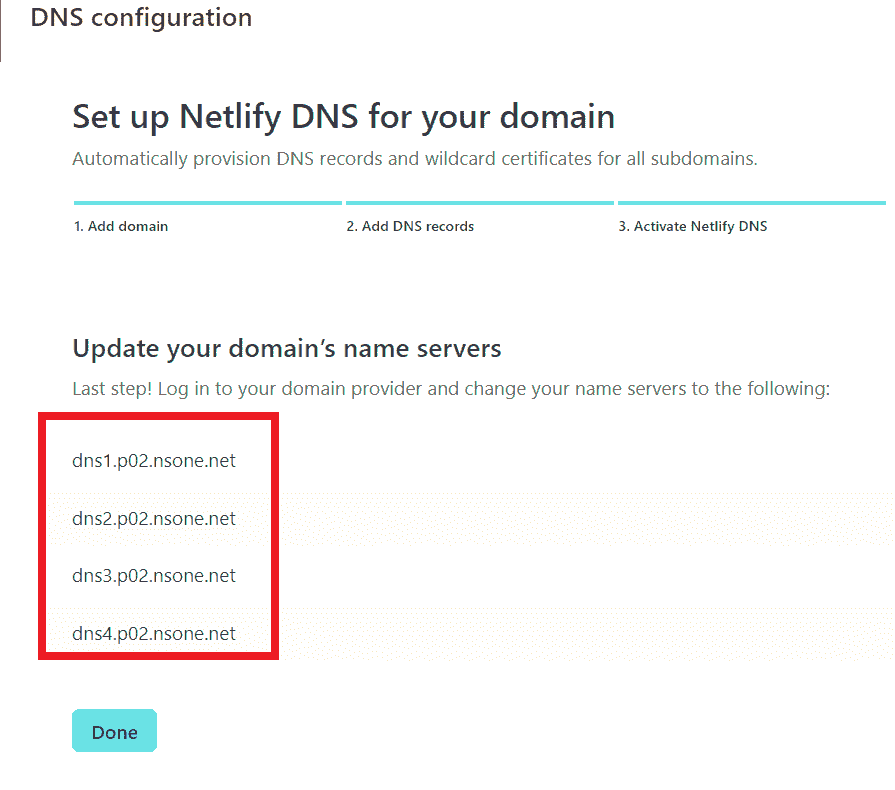 DNS configuration
Set up Netlify DNS for your domain
Automatically provision DNS records and wildcard certificates for all subdomains.
1. Add domain
2. Add DNS records
3. Activate Netlify DNS
Update your domain’s name servers
Last step! Log in to your domain provider and change your name servers to the following:
dns1.p02.nsone.net
dns2.p02.nsone.net
dns3.p02.nsone.net
dns4.p02.nsone.net
Done